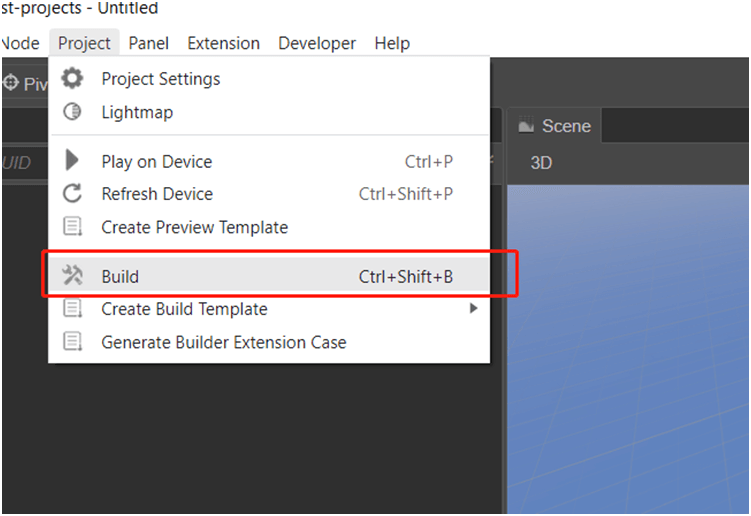 st-projects - Untitled
Node Project Panel Extension Developer Help
Piv
Project Settings
Lightmap
Scene
UID
Play on Device Ctrl+P
3D
Refresh Device Ctrl+Shift+P
Create Preview Template
Build Ctrl+Shift+B
Create Build Template
Generate Builder Extension Case